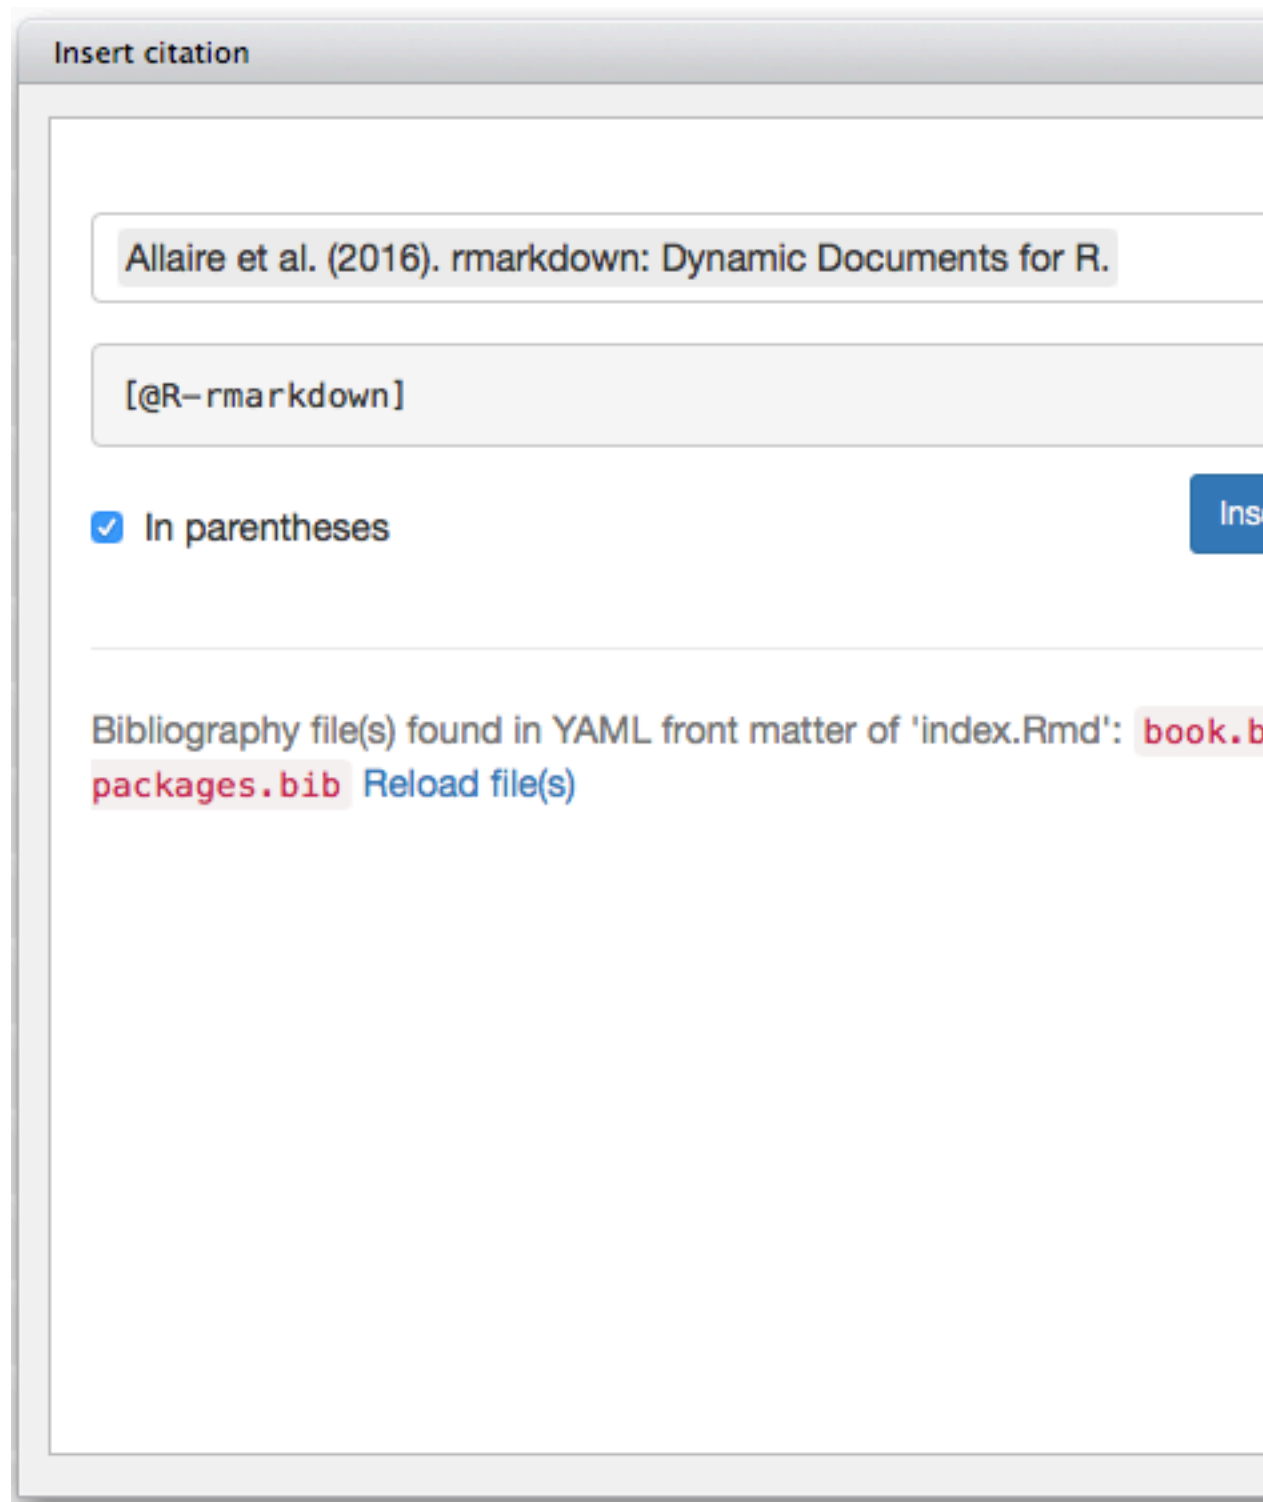 Insert citation
Allaire et al. (2016). rmarkdown: Dynamic Documents for R.
[@R-rmarkdown]
In parentheses
Bibliography file(s) found in YAML front matter of 'index.Rmd':
packages.bib Reload file(s)